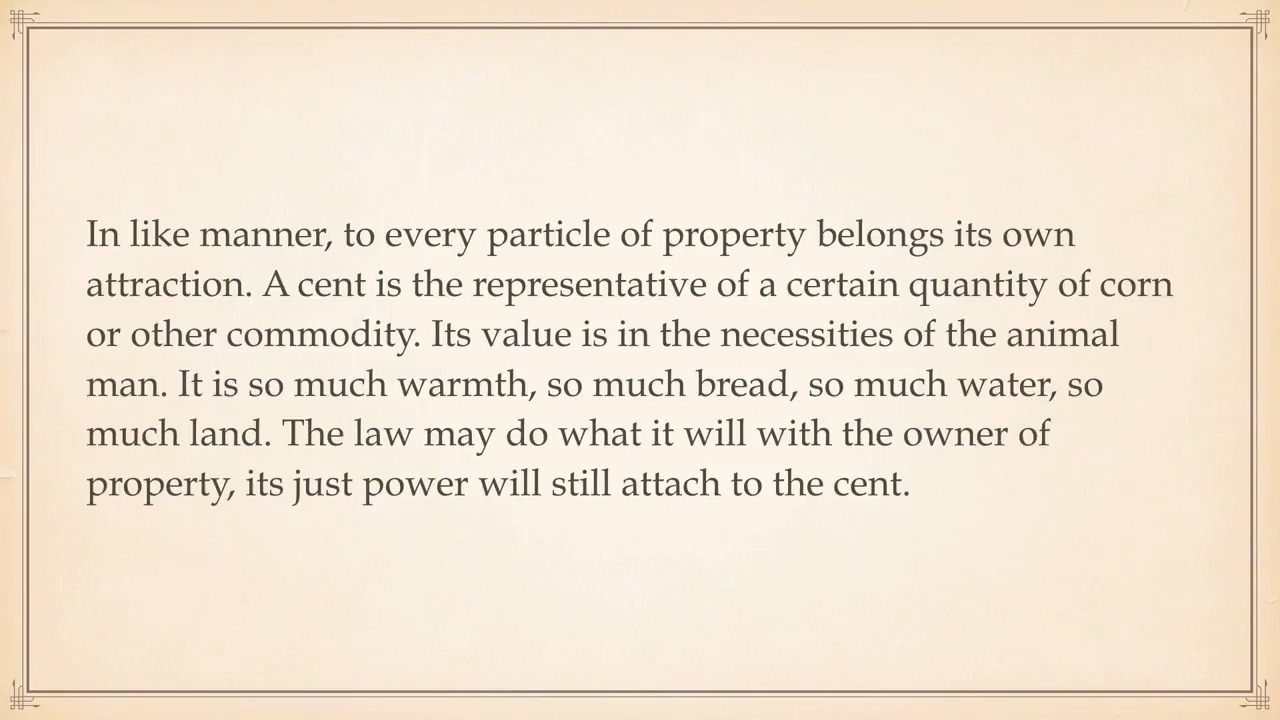 In like manner, to every particle of property belongs its own
attraction. A cent is the representative of a certain quantity of corn
or other commodity. Its value is in the necessities of the animal
man. It is so much warmth, so much bread, so much water, so
much land. The law may do what it will with the owner of
property, its just power will still attach to the cent.